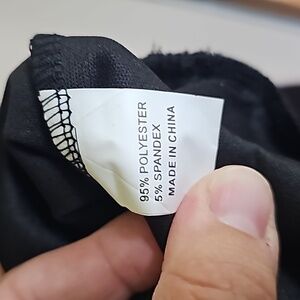 95% POLYESTER
5% SPANDEX
MADE IN CHINA